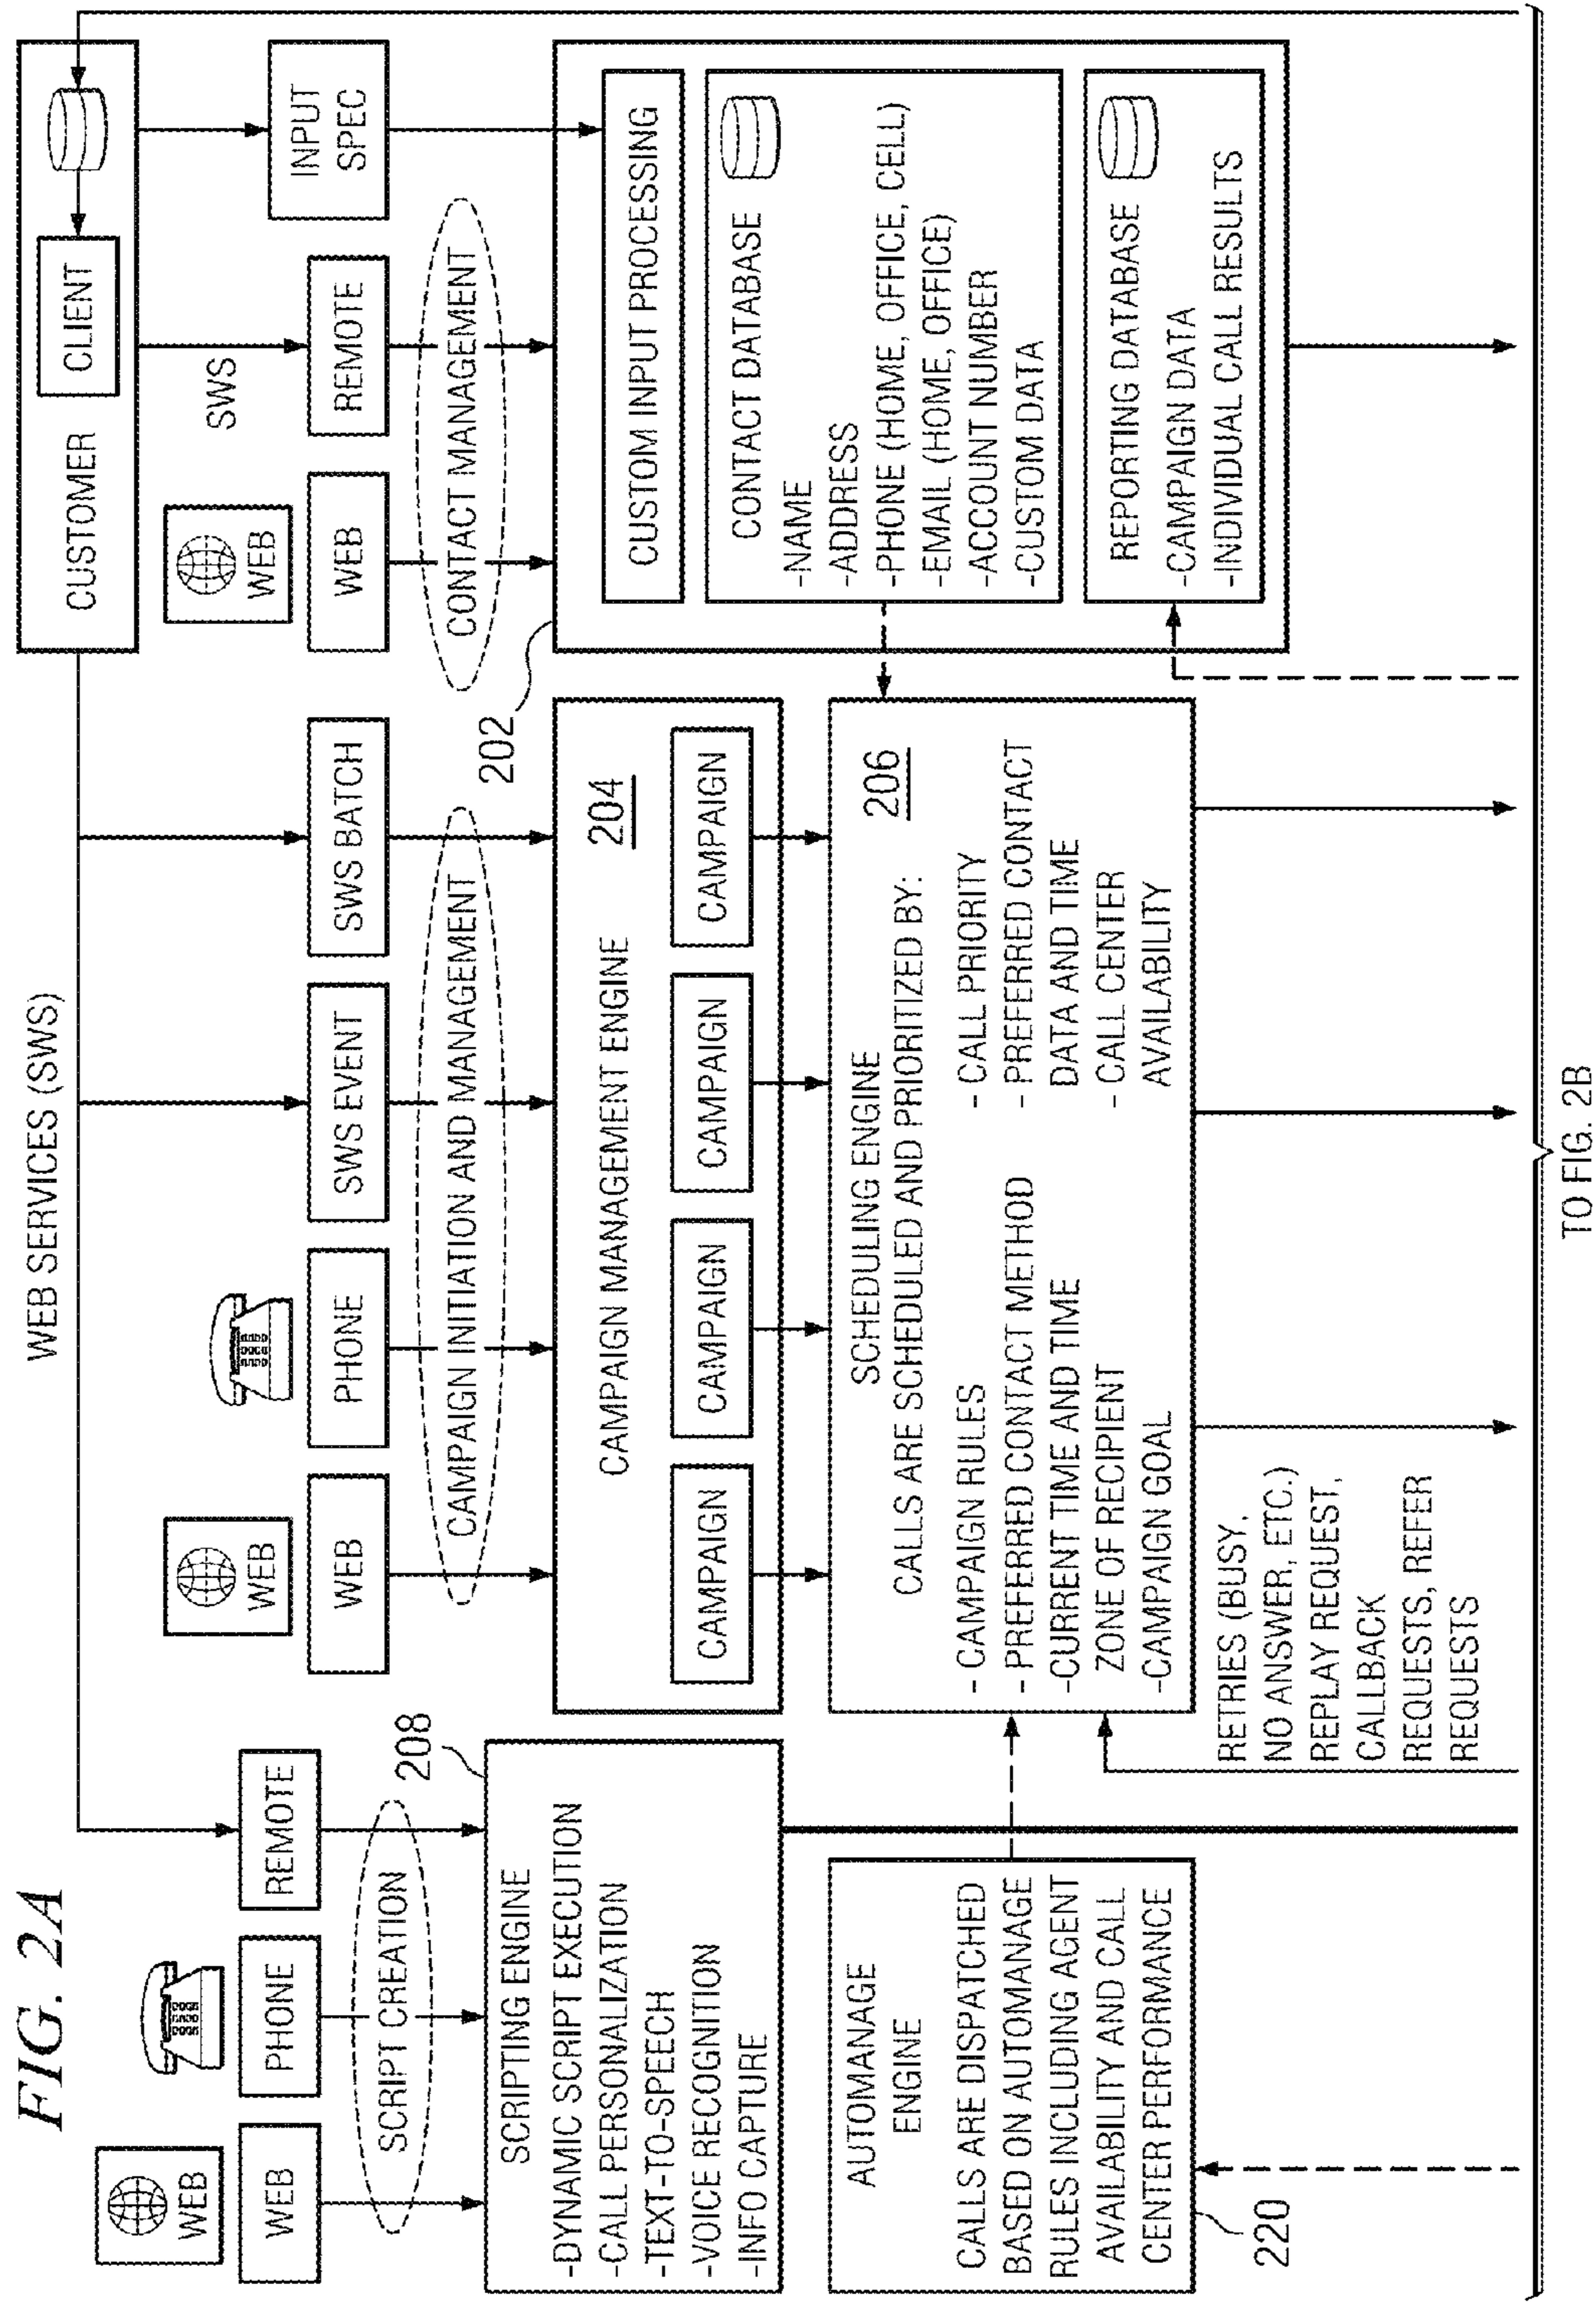 FIG. 2A
WEB SERVICES (SWS)
CUSTOMER
CLIENT
WEB
WEB
PHONE
REMOTE
SCRIPT CREATION
208
SCRIPTING ENGINE
-DYNAMIC SCRIPT EXECUTION
-CALL PERSONALIZATION
-TEXT-TO-SPEECH
-VOICE RECOGNITION
-INFO CAPTURE
AUTOMANAGE
ENGINE
CALLS ARE DISPATCHED
BASED ON AUTOMANAGE
RULES INCLUDING AGENT
AVAILABILITY AND CALL
CENTER PERFORMANCE
220
WEB
WEB
PHONE
SWS EVENT
SWS BATCH
CAMPAIGN INITIATION AND MANAGEMENT
CAMPAIGN MANAGEMENT ENGINE
204
CAMPAIGN
CAMPAIGN
CAMPAIGN
CAMPAIGN
SCHEDULING ENGINE
206
CALLS ARE SCHEDULED AND PRIORITIZED BY:
- CAMPAIGN RULES
- PREFERRED CONTACT METHOD
-CURRENT TIME AND TIME
ZONE OF RECIPIENT
-CAMPAIGN GOAL
- CALL PRIORITY
- PREFERRED CONTACT
DATA AND TIME
- CALL CENTER
AVAILABILITY
RETRIES (BUSY,
NO ANSWER, ETC.)
REPLAY REQUEST,
CALLBACK
REQUESTS, REFER
REQUESTS
WEB
WEB
SWS
REMOTE
INPUT
SPEC
CONTACT MANAGEMENT
202
CUSTOM INPUT PROCESSING
CONTACT DATABASE
-NAME
-ADDRESS
-PHONE (HOME, OFFICE, CELL)
-EMAIL (HOME, OFFICE)
-ACCOUNT NUMBER
-CUSTOM DATA
REPORTING DATABASE
-CAMPAIGN DATA
-INDIVIDUAL CALL RESULTS
TO FIG. 2B